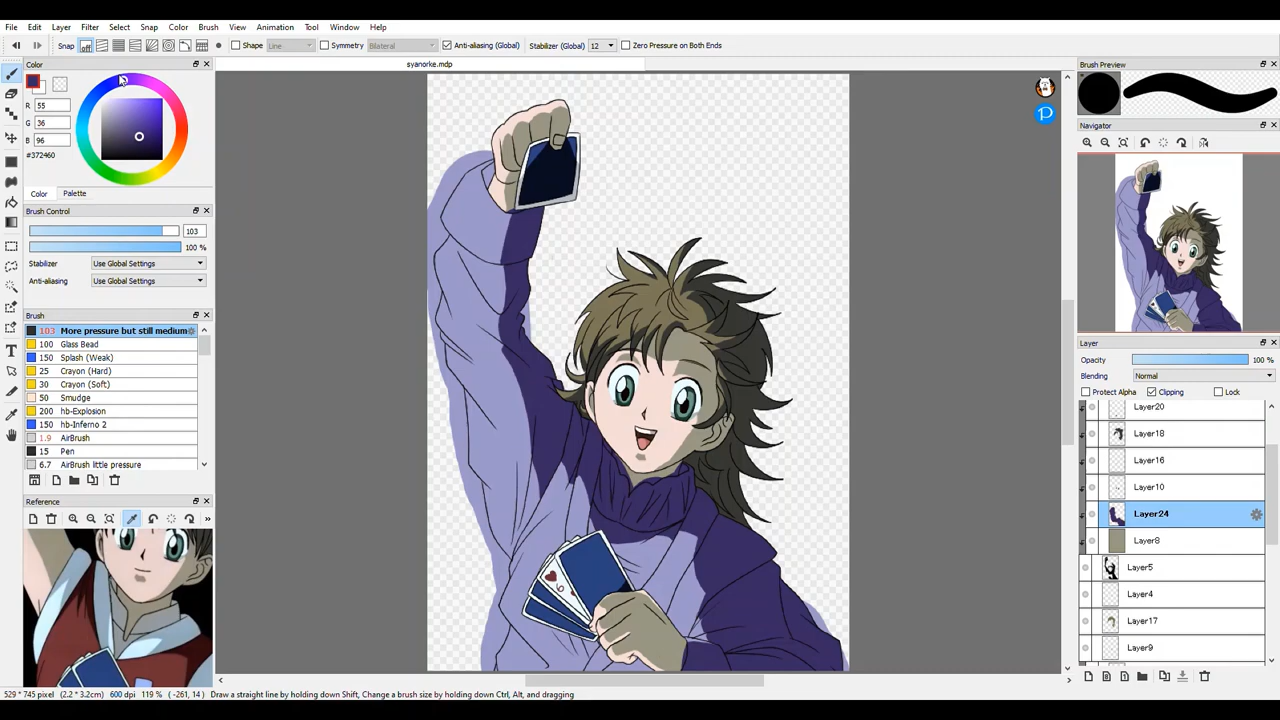 File Edit Layer Filter Select Snap Color Brush View Animation Tool Window Help
Snap off Shape Line Symmetry Bilateral Anti-aliasing (Global) Stabilizer (Global) 12 Zero Pressure on Both Ends
Color
syanorke.mdp
Brush Preview
R 55
G 36
B 96
#372460
Color Palette
Brush Control
103
100 %
Stabilizer Use Global Settings
Anti-aliasing Use Global Settings
Brush
103 More pressure but still medium
100 Glass Bead
150 Splash (Weak)
25 Crayon (Hard)
30 Crayon (Soft)
50 Smudge
200 hb-Explosion
150 hb-Inferno 2
1.9 AirBrush
15 Pen
6.7 AirBrush little pressure
Reference
»
P
Navigator
Layer
Opacity 100 %
Blending Normal
Protect Alpha Clipping Lock
Layer20
Layer18
Layer16
Layer10
Layer24
Layer8
Layer5
Layer4
Layer17
Layer9
529 * 745 pixel (2.2 * 3.2cm) 600 dpi 119 % (-261, 14) Draw a straight line by holding down Shift, Change a brush size by holding down Ctrl, Alt, and dragging